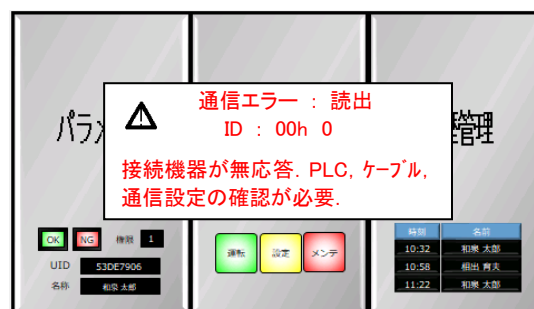 通信エラー : 読出
ID : 00h 0
接続機器が無応答. PLC, ケーブル,
通信設定の確認が必要.
パラ
管理
OK NG 権限 1
UID 53DE7906
名称 和泉 太郎
運転 設定 メンテ
時刻 名前
10:32 和泉 太郎
10:58 相出 育夫
11:22 和泉 太郎